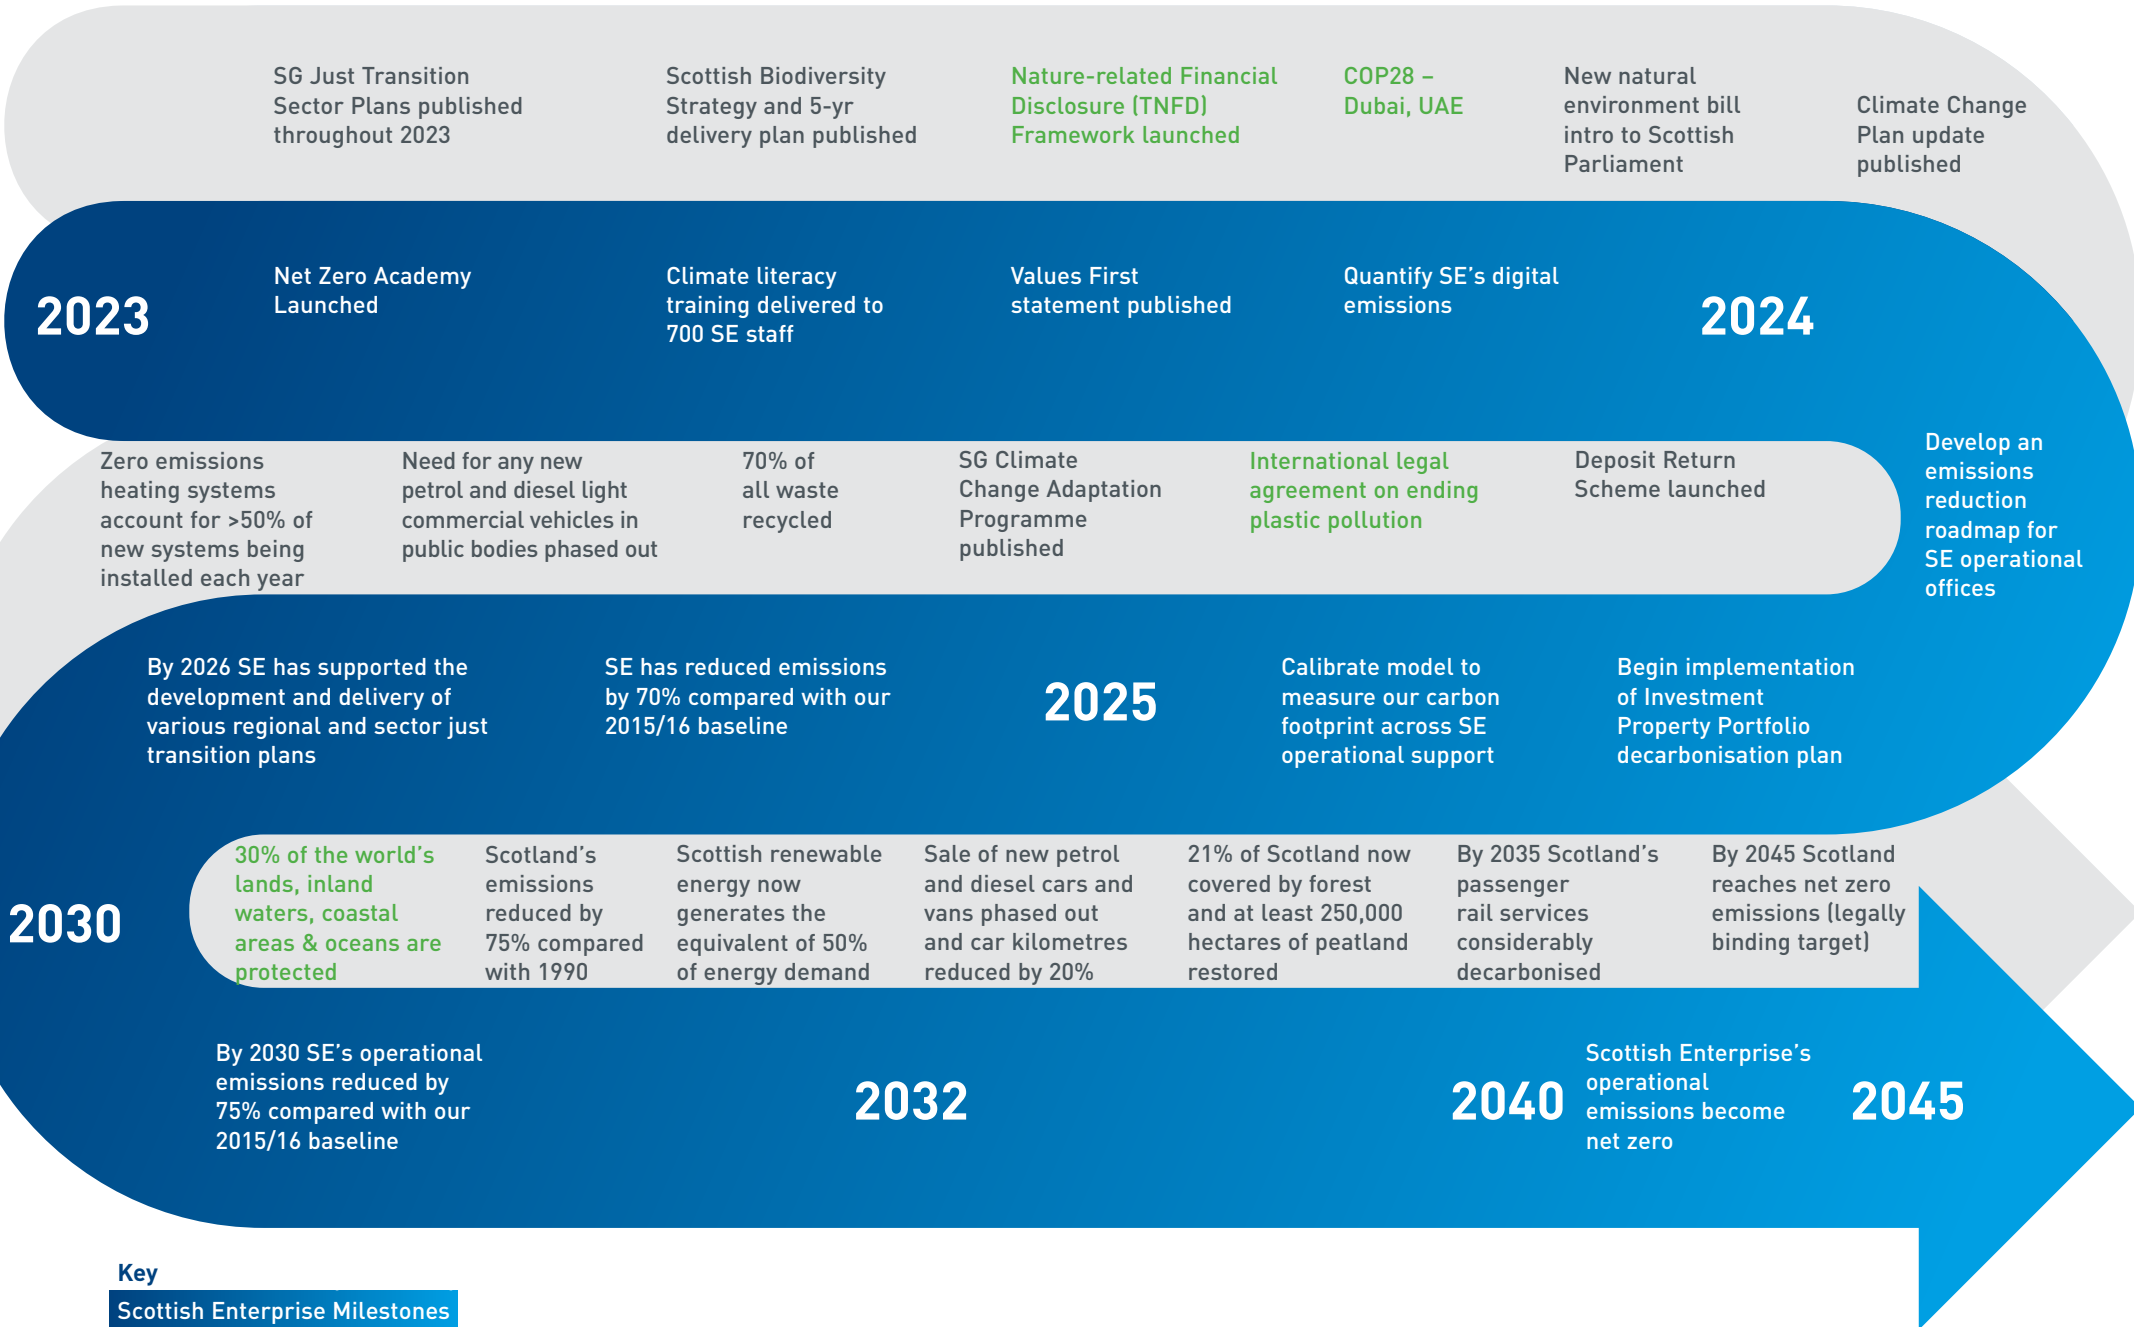 SG Just Transition
Sector Plans published
throughout 2023
Scottish Biodiversity
Strategy and 5-yr
delivery plan published
Nature-related Financial
Disclosure (TNFD)
Framework launched
COP28 –
Dubai, UAE
New natural
environment bill
intro to Scottish
Parliament
Climate Change
Plan update
published
2023
Net Zero Academy
Launched
Climate literacy
training delivered to
700 SE staff
Values First
statement published
Quantify SE's digital
emissions
2024
Zero emissions
heating systems
account for >50% of
new systems being
installed each year
Need for any new
petrol and diesel light
commercial vehicles in
public bodies phased out
70% of
all waste
recycled
SG Climate
Change Adaptation
Programme
published
International legal
agreement on ending
plastic pollution
Deposit Return
Scheme launched
Develop an
emissions
reduction
roadmap for
SE operational
offices
By 2026 SE has supported the
development and delivery of
various regional and sector just
transition plans
SE has reduced emissions
by 70% compared with our
2015/16 baseline
2025
Calibrate model to
measure our carbon
footprint across SE
operational support
Begin implementation
of Investment
Property Portfolio
decarbonisation plan
2030
30% of the world's
lands, inland
waters, coastal
areas & oceans are
protected
Scotland's
emissions
reduced by
75% compared
with 1990
Scottish renewable
energy now
generates the
equivalent of 50%
of energy demand
Sale of new petrol
and diesel cars and
vans phased out
and car kilometres
reduced by 20%
21% of Scotland now
covered by forest
and at least 250,000
hectares of peatland
restored
By 2035 Scotland's
passenger
rail services
considerably
decarbonised
By 2045 Scotland
reaches net zero
emissions (legally
binding target)
By 2030 SE's operational
emissions reduced by
75% compared with our
2015/16 baseline
2032
2040
Scottish Enterprise's
operational
emissions become
net zero
2045
Key
Scottish Enterprise Milestones